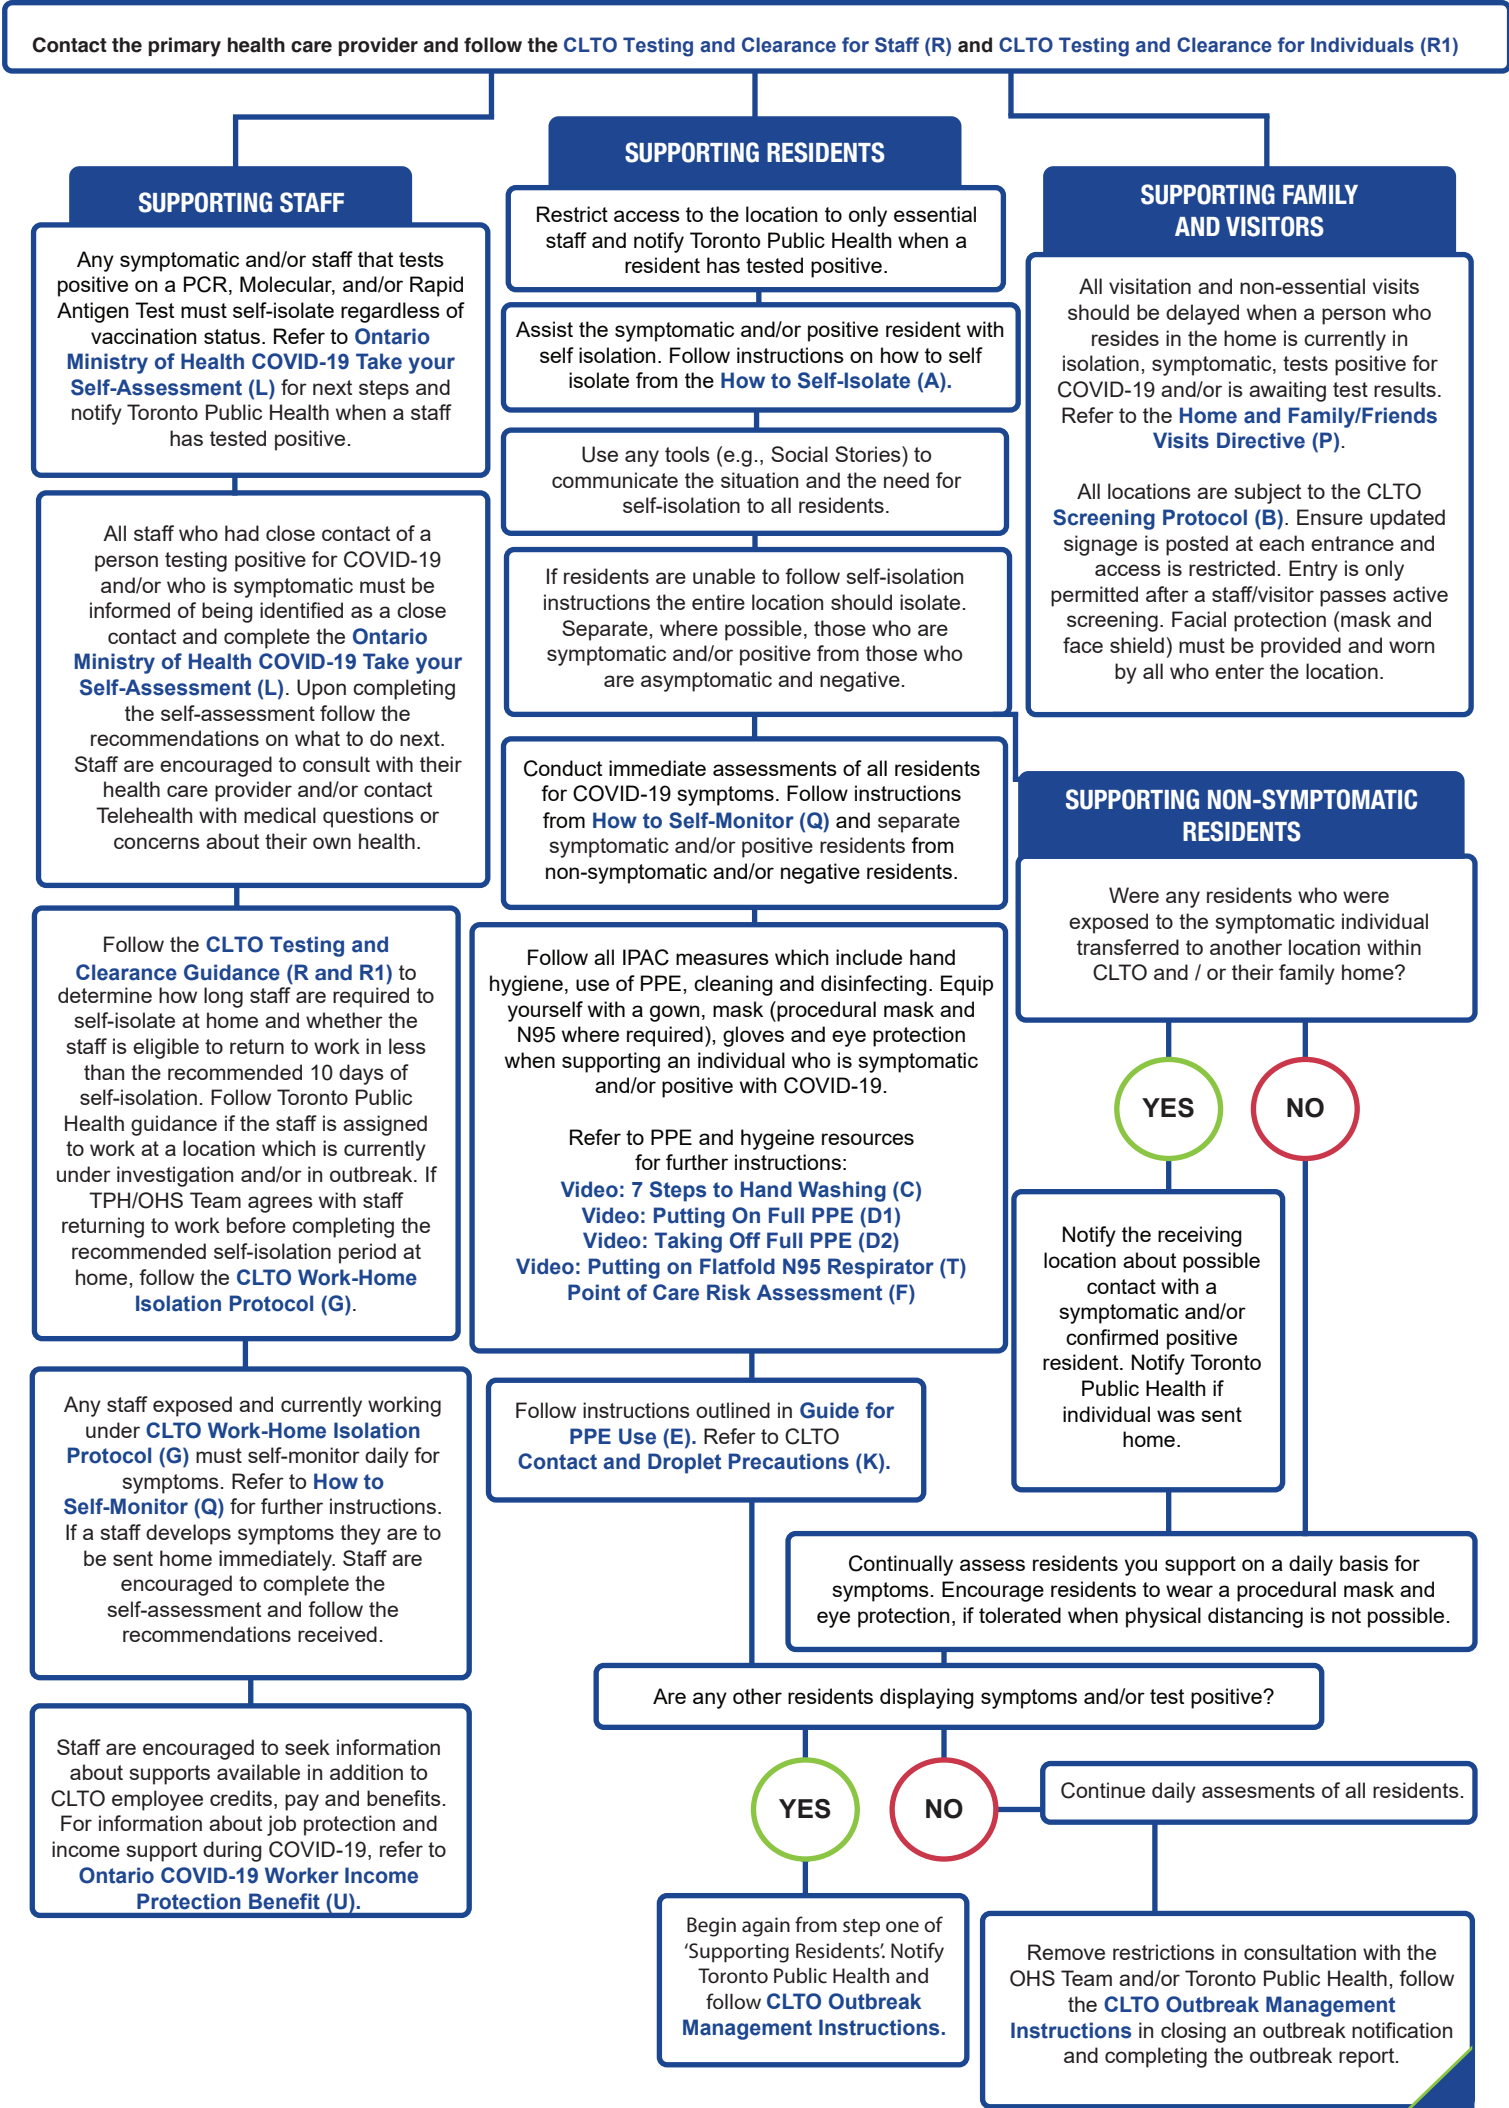 Contact the primary health care provider and follow the CLTO Testing and Clearance for Staff (R) and CLTO Testing and Clearance for Individuals (R1)
SUPPORTING STAFF
Any symptomatic and/or staff that tests
positive on a PCR, Molecular, and/or Rapid
Antigen Test must self-isolate regardless of
vaccination status. Refer to Ontario
Ministry of Health COVID-19 Take your
Self-Assessment (L) for next steps and
notify Toronto Public Health when a staff
has tested positive.
All staff who had close contact of a
person testing positive for COVID-19
and/or who is symptomatic must be
informed of being identified as a close
contact and complete the Ontario
Ministry of Health COVID-19 Take your
Self-Assessment (L). Upon completing
the self-assessment follow the
recommendations on what to do next.
Staff are encouraged to consult with their
health care provider and/or contact
Telehealth with medical questions or
concerns about their own health.
Follow the CLTO Testing and
Clearance Guidance (R and R1) to
determine how long staff are required to
self-isolate at home and whether the
staff is eligible to return to work in less
than the recommended 10 days of
self-isolation. Follow Toronto Public
Health guidance if the staff is assigned
to work at a location which is currently
under investigation and/or in outbreak. If
TPH/OHS Team agrees with staff
returning to work before completing the
recommended self-isolation period at
home, follow the CLTO Work-Home
Isolation Protocol (G).
Any staff exposed and currently working
under CLTO Work-Home Isolation
Protocol (G) must self-monitor daily for
symptoms. Refer to How to
Self-Monitor (Q) for further instructions.
If a staff develops symptoms they are to
be sent home immediately. Staff are
encouraged to complete the
self-assessment and follow the
recommendations received.
Staff are encouraged to seek information
about supports available in addition to
CLTO employee credits, pay and benefits.
For information about job protection and
income support during COVID-19, refer to
Ontario COVID-19 Worker Income
Protection Benefit (U).
SUPPORTING RESIDENTS
Restrict access to the location to only essential
staff and notify Toronto Public Health when a
resident has tested positive.
Assist the symptomatic and/or positive resident with
self isolation. Follow instructions on how to self
isolate from the How to Self-Isolate (A).
Use any tools (e.g., Social Stories) to
communicate the situation and the need for
self-isolation to all residents.
If residents are unable to follow self-isolation
instructions the entire location should isolate.
Separate, where possible, those who are
symptomatic and/or positive from those who
are asymptomatic and negative.
Conduct immediate assessments of all residents
for COVID-19 symptoms. Follow instructions
from How to Self-Monitor (Q) and separate
symptomatic and/or positive residents from
non-symptomatic and/or negative residents.
Follow all IPAC measures which include hand
hygiene, use of PPE, cleaning and disinfecting. Equip
yourself with a gown, mask (procedural mask and
N95 where required), gloves and eye protection
when supporting an individual who is symptomatic
and/or positive with COVID-19.
Refer to PPE and hygeine resources
for further instructions:
Video: 7 Steps to Hand Washing (C)
Video: Putting On Full PPE (D1)
Video: Taking Off Full PPE (D2)
Video: Putting on Flatfold N95 Respirator (T)
Point of Care Risk Assessment (F)
Follow instructions outlined in Guide for
PPE Use (E). Refer to CLTO
Contact and Droplet Precautions (K).
SUPPORTING FAMILY
AND VISITORS
All visitation and non-essential visits
should be delayed when a person who
resides in the home is currently in
isolation, symptomatic, tests positive for
COVID-19 and/or is awaiting test results.
Refer to the Home and Family/Friends
Visits Directive (P).
All locations are subject to the CLTO
Screening Protocol (B). Ensure updated
signage is posted at each entrance and
access is restricted. Entry is only
permitted after a staff/visitor passes active
screening. Facial protection (mask and
face shield) must be provided and worn
by all who enter the location.
SUPPORTING NON-SYMPTOMATIC
RESIDENTS
Were any residents who were
exposed to the symptomatic individual
transferred to another location within
CLTO and / or their family home?
YES
NO
Notify the receiving
location about possible
contact with a
symptomatic and/or
confirmed positive
resident. Notify Toronto
Public Health if
individual was sent
home.
Continually assess residents you support on a daily basis for
symptoms. Encourage residents to wear a procedural mask and
eye protection, if tolerated when physical distancing is not possible.
Are any other residents displaying symptoms and/or test positive?
YES
NO
Continue daily assesments of all residents.
Begin again from step one of
‘Supporting Residents’. Notify
Toronto Public Health and
follow CLTO Outbreak
Management Instructions.
Remove restrictions in consultation with the
OHS Team and/or Toronto Public Health, follow
the CLTO Outbreak Management
Instructions in closing an outbreak notification
and completing the outbreak report.